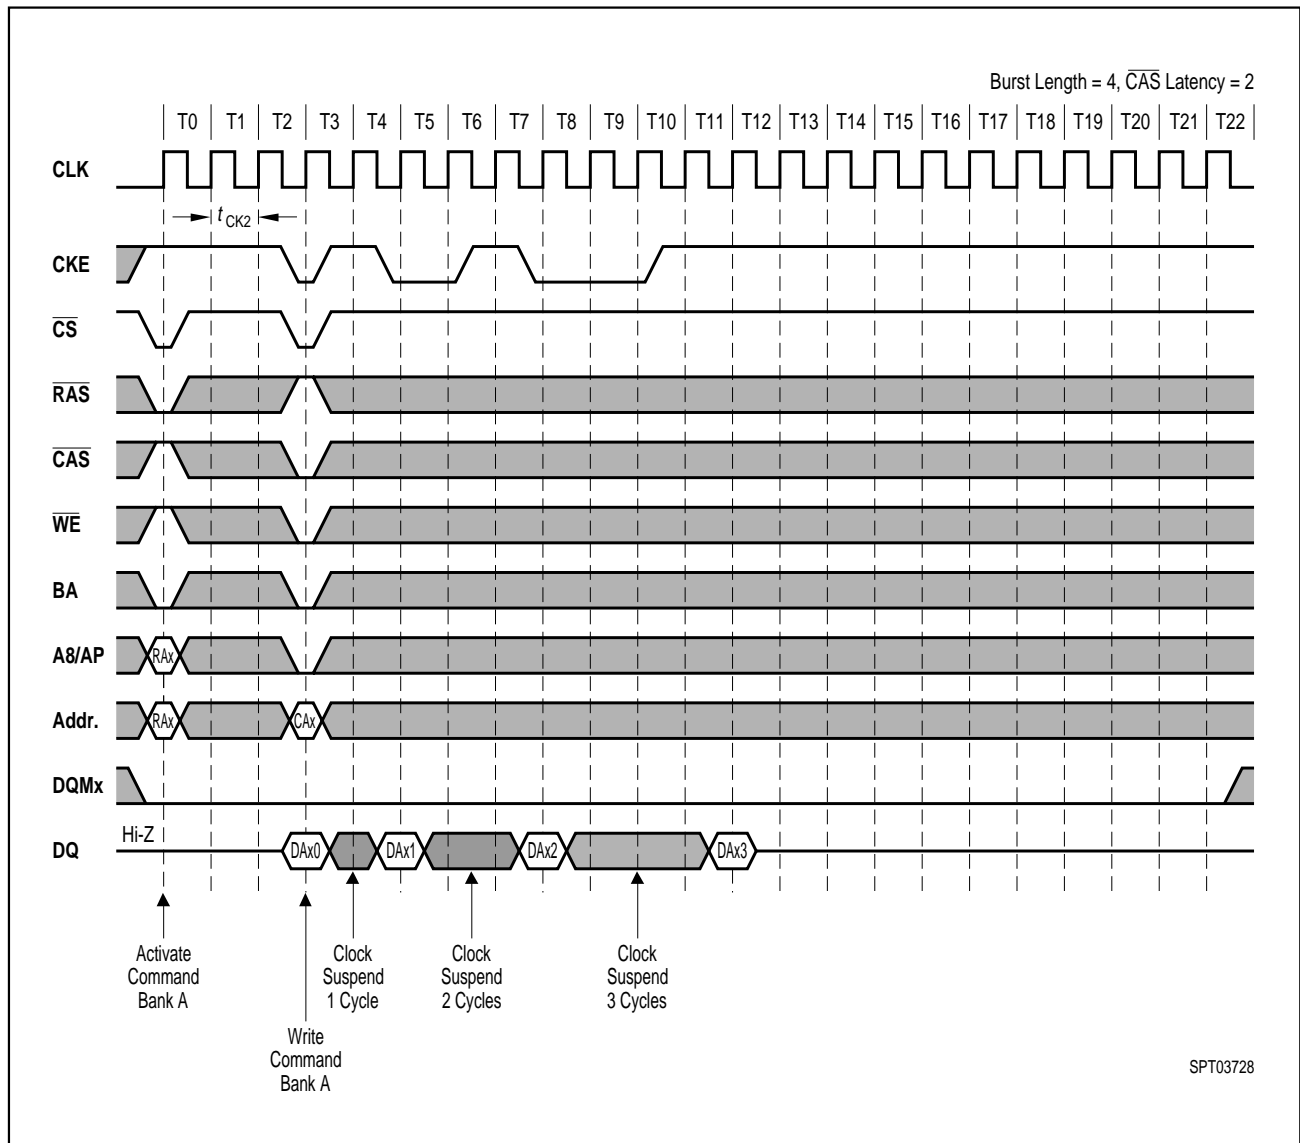 Burst Length = 4, CAS Latency = 2
T0 T1 T2 T3 T4 T5 T6 T7 T8 T9 T10 T11 T12 T13 T14 T15 T16 T17 T18 T19 T20 T21 T22
CLK
t CK2
CKE
CS
RAS
CAS
WE
BA
A8/AP RAx
Addr. RAx CAx
DQMx
Hi-Z
DQ DAx0 DAx1 DAx2 DAx3
Activate
Command
Bank A
Write
Command
Bank A
Clock
Suspend
1 Cycle
Clock
Suspend
2 Cycles
Clock
Suspend
3 Cycles
SPT03728